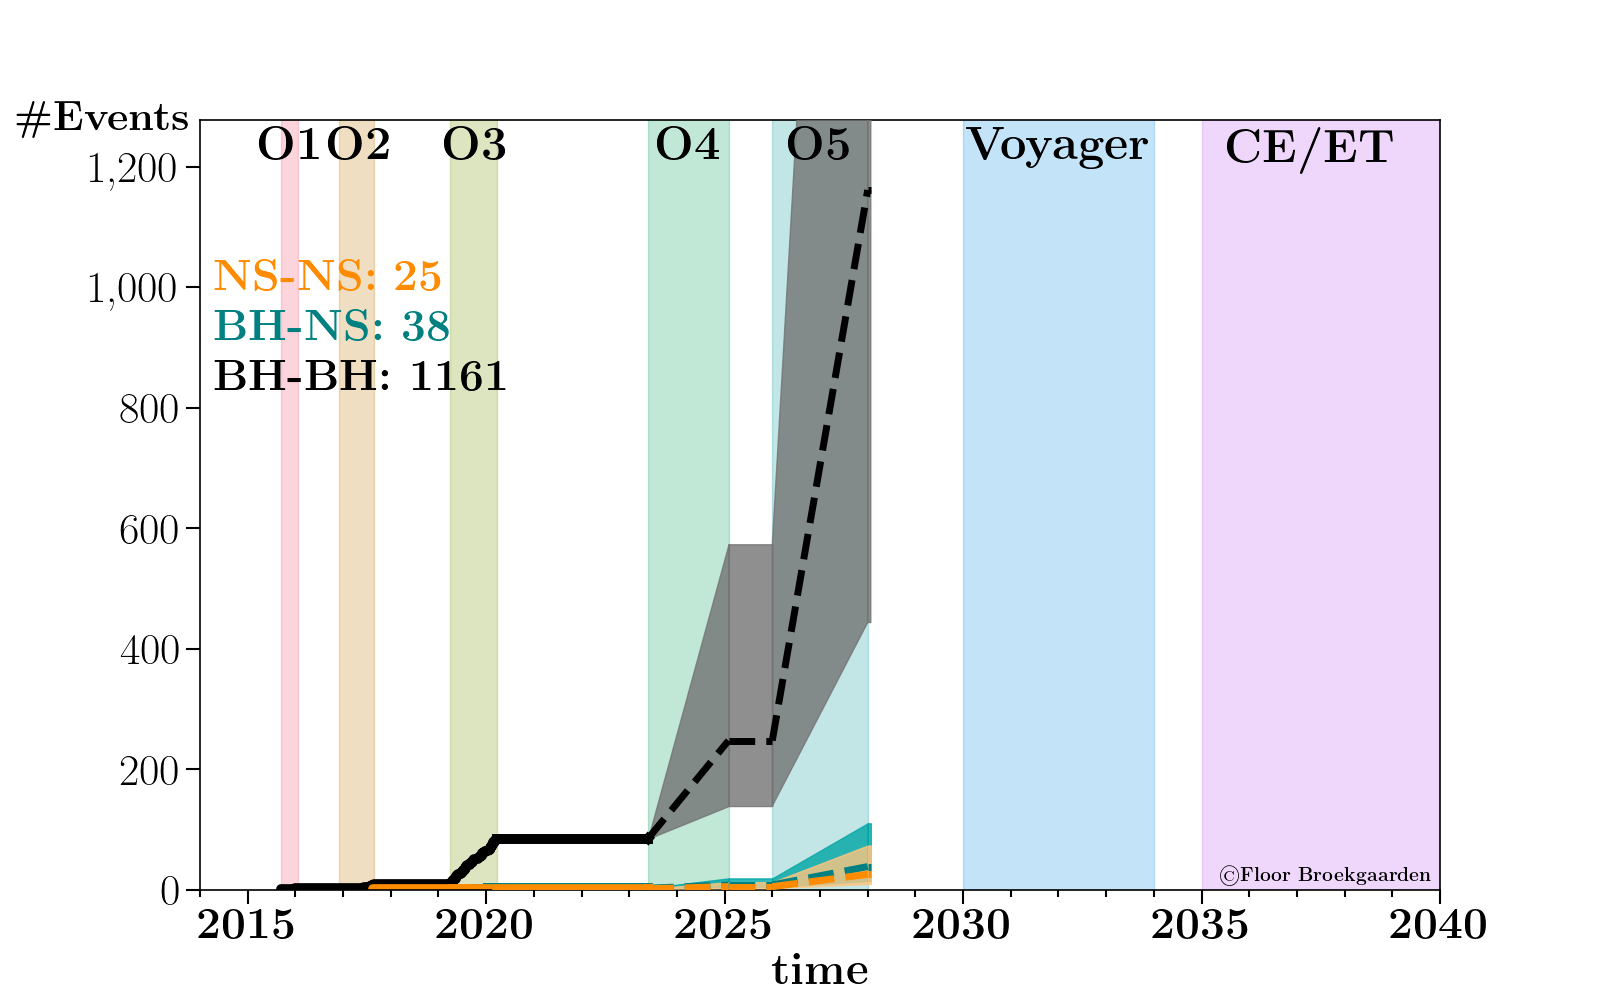 #Events
O1 O2 O3 O4 O5 Voyager CE/ET
1,200
NS-NS: 25
1,000
BH-NS: 38
BH-BH: 1161
800
600
400
200
©Floor Broekgaarden
0
2015 2020 2025 2030 2035 2040
time